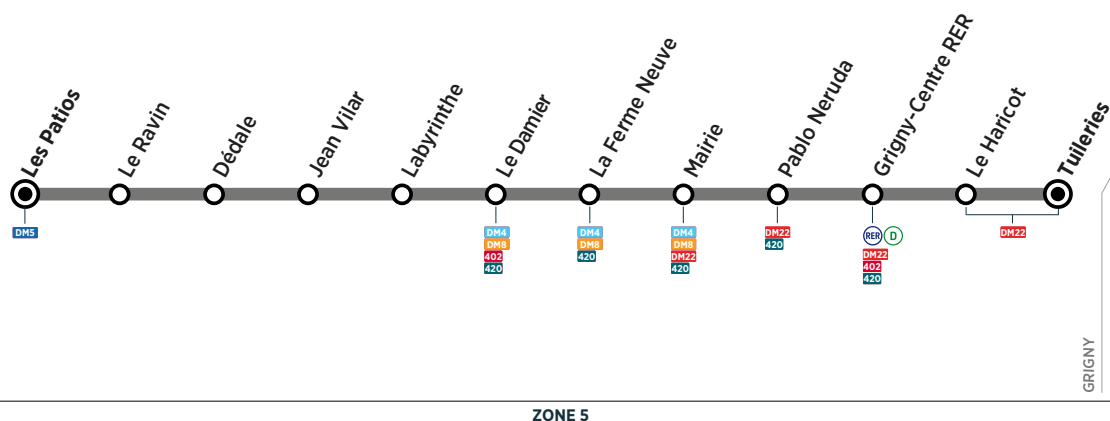 Les Patios
Le Ravin
Dédale
Jean Vilar
Labyrinthe
Le Damier
La Ferme Neuve
Mairie
Pablo Neruda
Grigny-Centre RER
Le Haricot
Tuileries
DM5
DM4
DM8
402
420
DM4
DM8
420
DM4
DM8
DM22
420
DM22
420
RER D
DM22
402
420
DM22
GRIGNY
ZONE 5